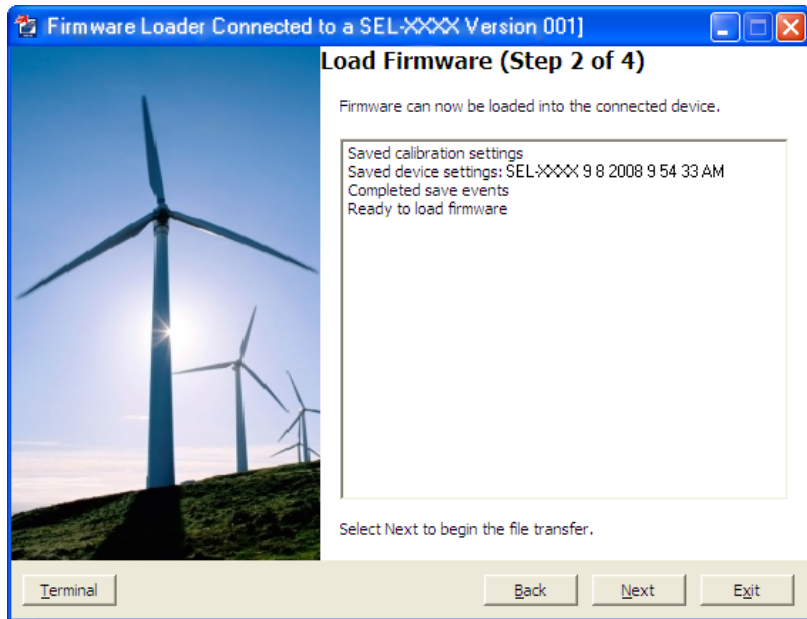 Firmware Loader Connected to a SEL-XXXX Version 001]
Load Firmware (Step 2 of 4)
Firmware can now be loaded into the connected device.
Saved calibration settings
Saved device settings: SEL-XXXX 9 8 2008 9 54 33 AM
Completed save events
Ready to load firmware
Select Next to begin the file transfer.
Terminal
Back
Next
Exit